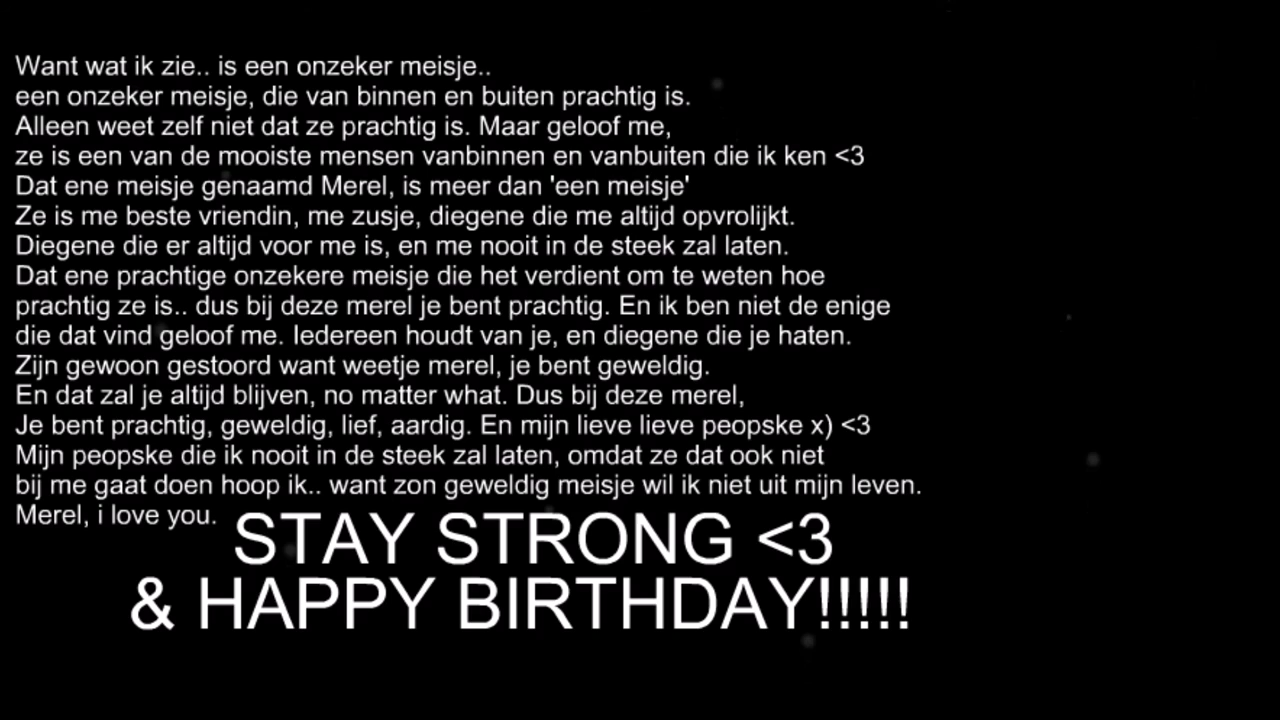 Want wat ik zie.. is een onzeker meisje..
een onzeker meisje, die van binnen en buiten prachtig is.
Alleen weet zelf niet dat ze prachtig is. Maar geloof me,
ze is een van de mooiste mensen vanbinnen en vanbuiten die ik ken <3
Dat ene meisje genaamd Merel, is meer dan 'een meisje'
Ze is me beste vriendin, me zusje, diegene die me altijd opvrolijkt.
Diegene die er altijd voor me is, en me nooit in de steek zal laten.
Dat ene prachtige onzekere meisje die het verdient om te weten hoe
prachtig ze is.. dus bij deze merel je bent prachtig. En ik ben niet de enige
die dat vind geloof me. Iedereen houdt van je, en diegene die je haten.
Zijn gewoon gestoord want weetje merel, je bent geweldig.
En dat zal je altijd blijven, no matter what. Dus bij deze merel,
Je bent prachtig, geweldig, lief, aardig. En mijn lieve lieve peopske x) <3
Mijn peopske die ik nooit in de steek zal laten, omdat ze dat ook niet
bij me gaat doen hoop ik.. want zon geweldig meisje wil ik niet uit mijn leven.
Merel, i love you.
STAY STRONG <3
& HAPPY BIRTHDAY!!!!!